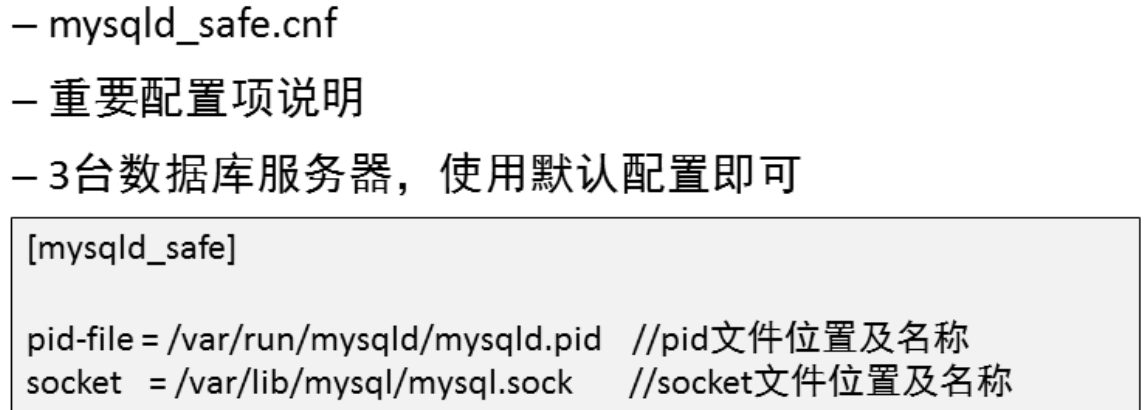 – mysqld_safe.cnf
– 重要配置项说明
– 3台数据库服务器，使用默认配置即可
[mysqld_safe]
pid-file = /var/run/mysqld/mysqld.pid //pid文件位置及名称
socket = /var/lib/mysql/mysql.sock //socket文件位置及名称